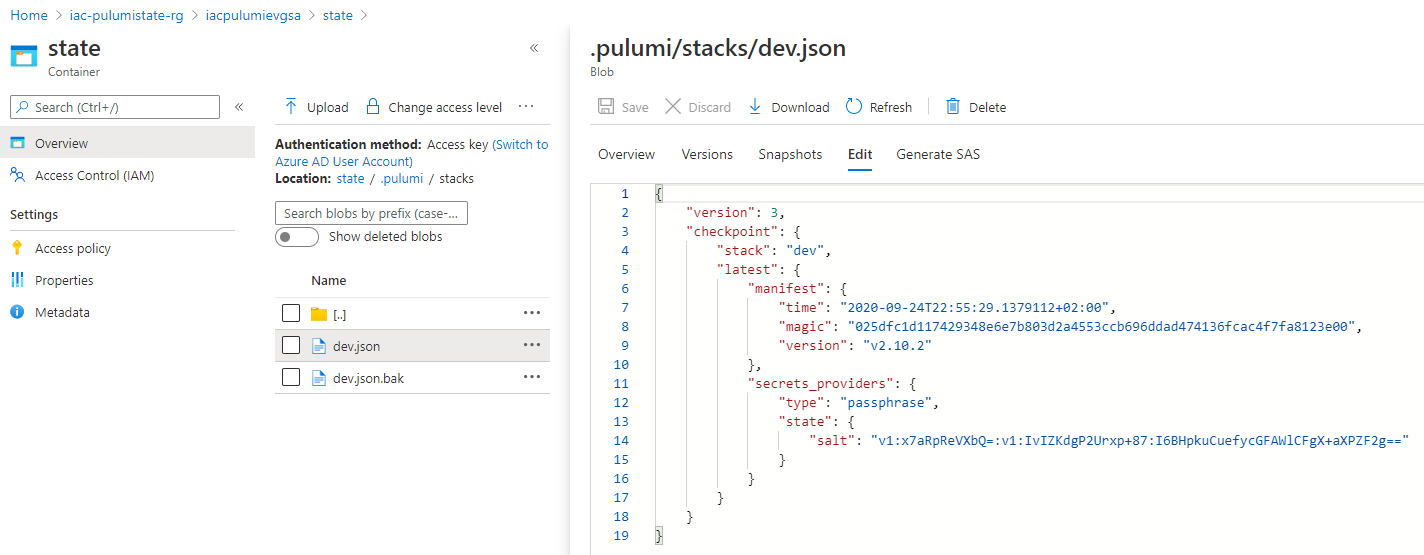 Home > iac-pulumistate-rg > iacpulumievgsa > state >
state
Container
«
Search (Ctrl+/)
«
Overview
Access Control (IAM)
Settings
Access policy
Properties
Metadata
Upload
Change access level
···
Authentication method: Access key (Switch to
Azure AD User Account)
Location: state / .pulumi / stacks
Search blobs by prefix (case-...
Show deleted blobs
Name
[..] ···
dev.json ···
dev.json.bak ···
.pulumi/stacks/dev.json
Blob
Save Discard Download Refresh Delete
Overview Versions Snapshots Edit Generate SAS
1 {
2 "version": 3,
3 "checkpoint": {
4 "stack": "dev",
5 "latest": {
6 "manifest": {
7 "time": "2020-09-24T22:55:29.1379112+02:00",
8 "magic": "025dfc1d117429348e6e7b803d2a4553ccb696ddad474136fcac4f7fa8123e00",
9 "version": "v2.10.2"
10 },
11 "secrets_providers": {
12 "type": "passphrase",
13 "state": {
14 "salt": "v1:x7aRpReVXbQ=:v1:IvIZKdgP2Urxp+87:I6BHpkuCuefycGFAWlCFgX+aXPZF2g=="
15 }
16 }
17 }
18 }
19 }